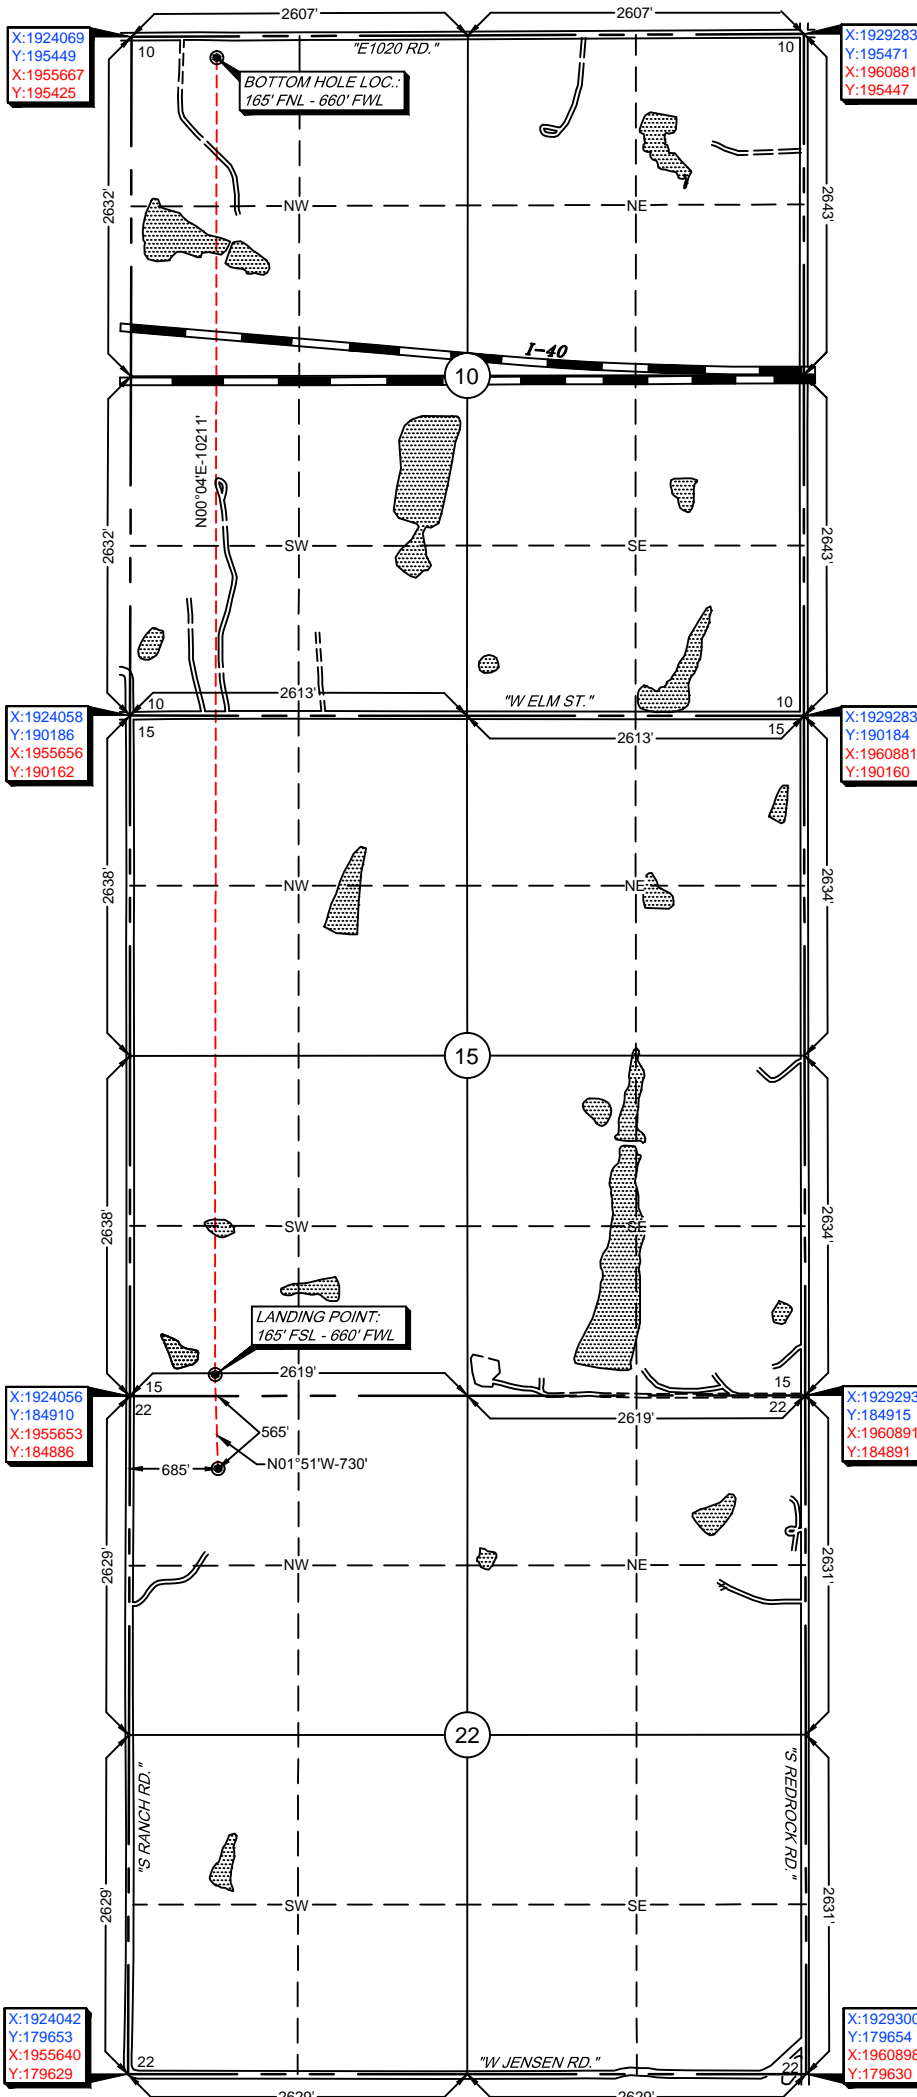 2607'
2607'
X:1924069
Y:195449
X:1955667
Y:195425
10
"E1020 RD."
10
X:1929283
Y:195471
X:1960881
Y:195447
BOTTOM HOLE LOC.:
165' FNL - 660' FWL
2632'
NW
NE
2643'
I-40
10
N00°04'E-10211'
2632'
SW
SE
2643'
X:1924058
Y:190186
X:1955656
Y:190162
10
2613'
"W ELM ST."
10
15
2613'
15
X:1929283
Y:190184
X:1960881
Y:190160
2638'
NW
NE
2634'
15
2638'
SW
SE
2634'
LANDING POINT:
165' FSL - 660' FWL
X:1924056
Y:184910
X:1955653
Y:184886
15
2619'
15
22
2619'
22
X:1929293
Y:184915
X:1960891
Y:184891
565'
685'
N01°51'W-730'
2629'
NW
NE
2631'
22
"S RANCH RD."
"S REDROCK RD."
2629'
SW
SE
2631'
X:1924042
Y:179653
X:1955640
Y:179629
22
"W JENSEN RD."
22
X:1929300
Y:179654
X:1960898
Y:179630
2629'
2629'